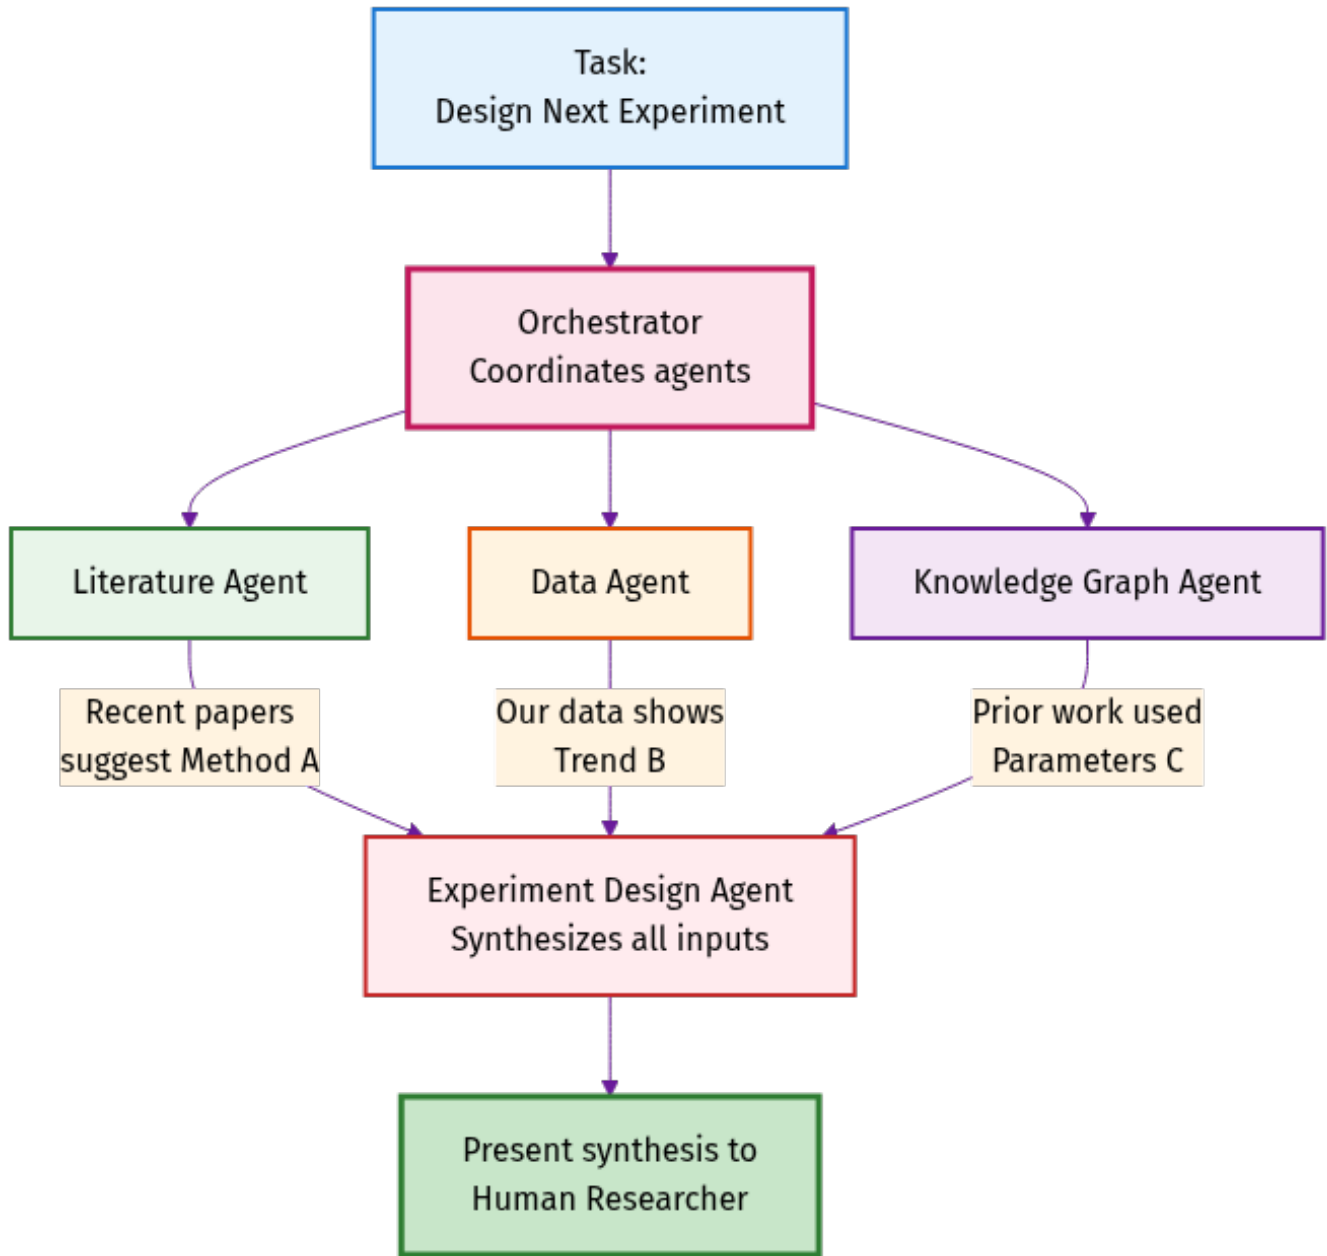 Task:
Design Next Experiment
Orchestrator
Coordinates agents
Literature Agent
Data Agent
Knowledge Graph Agent
Recent papers
suggest Method A
Our data shows
Trend B
Prior work used
Parameters C
Experiment Design Agent
Synthesizes all inputs
Present synthesis to
Human Researcher